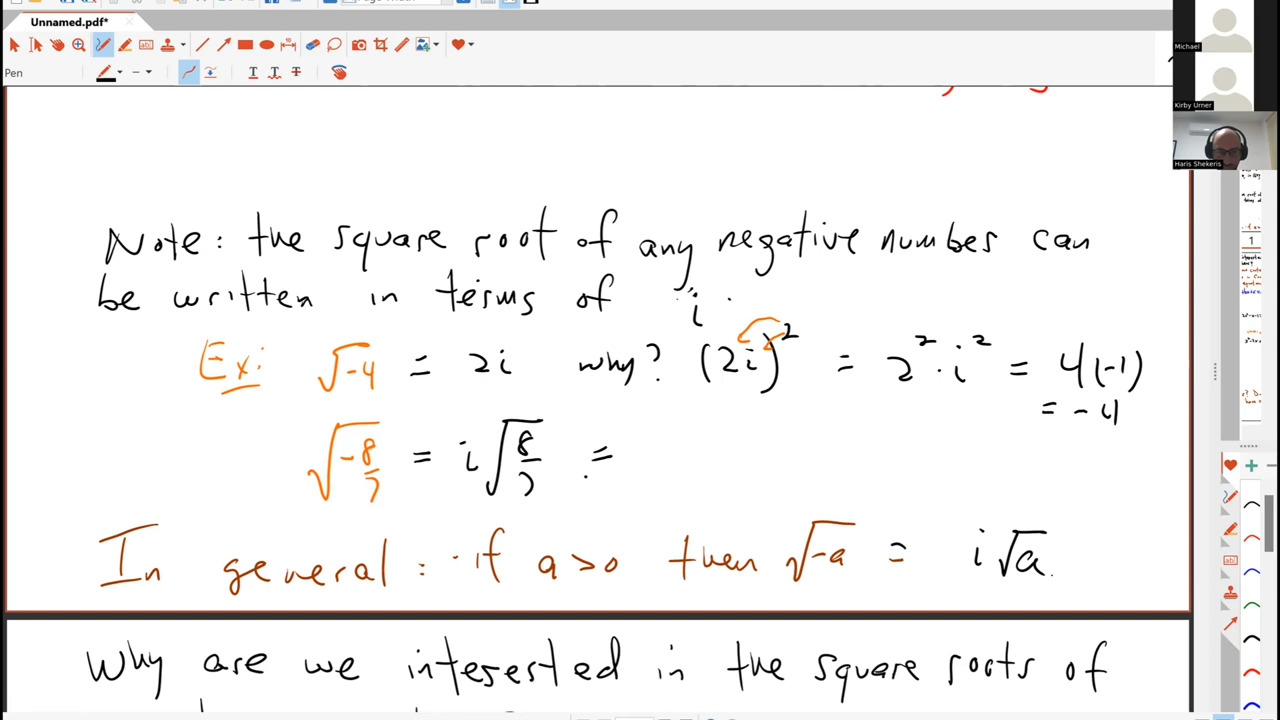 Unnamed.pdf*
Pen
Michael
Kirby Urner
Haris Shekeris
Note: the square root of any negative number can
be written in terms of i.
Ex: √-4 = 2i why? (2i)² = 2² · i² = 4(-1)
= -4
√-8/7 = i√8/7 =
In general: if a>0 then √-a = i√a.
Why are we interested in the square roots of